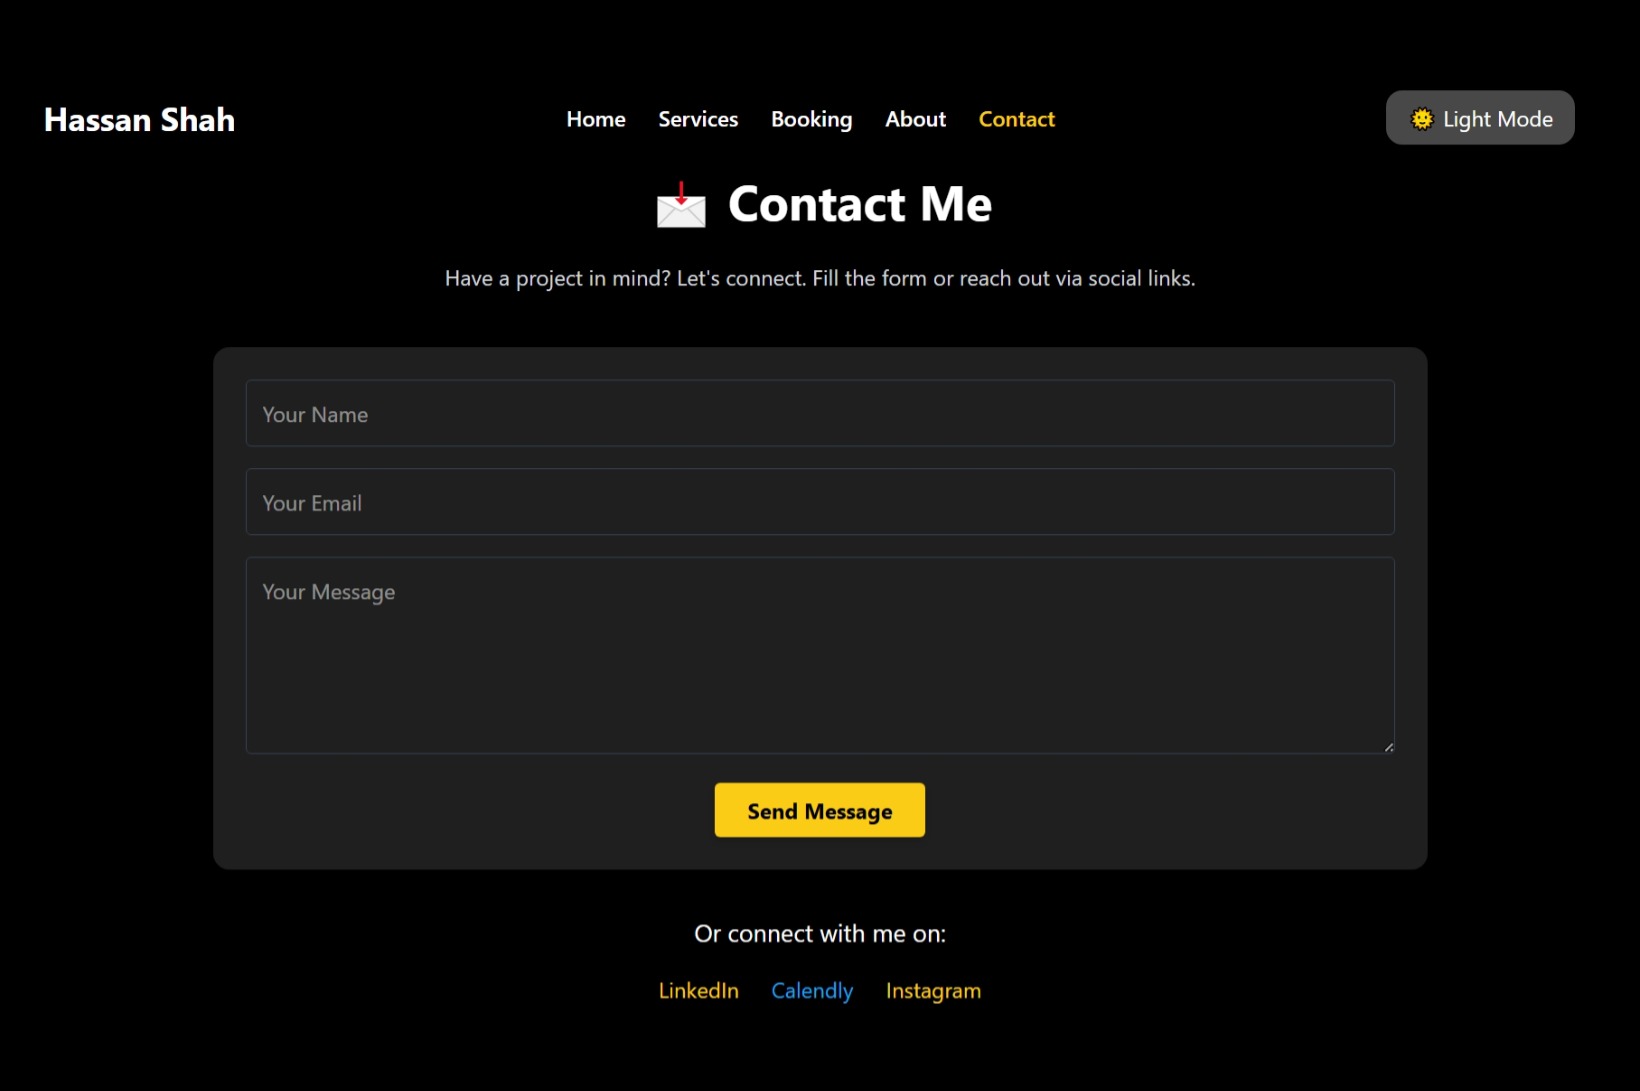 Hassan Shah
Home Services Booking About Contact
🌞 Light Mode
📩 Contact Me
Have a project in mind? Let's connect. Fill the form or reach out via social links.
Your Name
Your Email
Your Message
Send Message
Or connect with me on:
LinkedIn Calendly Instagram